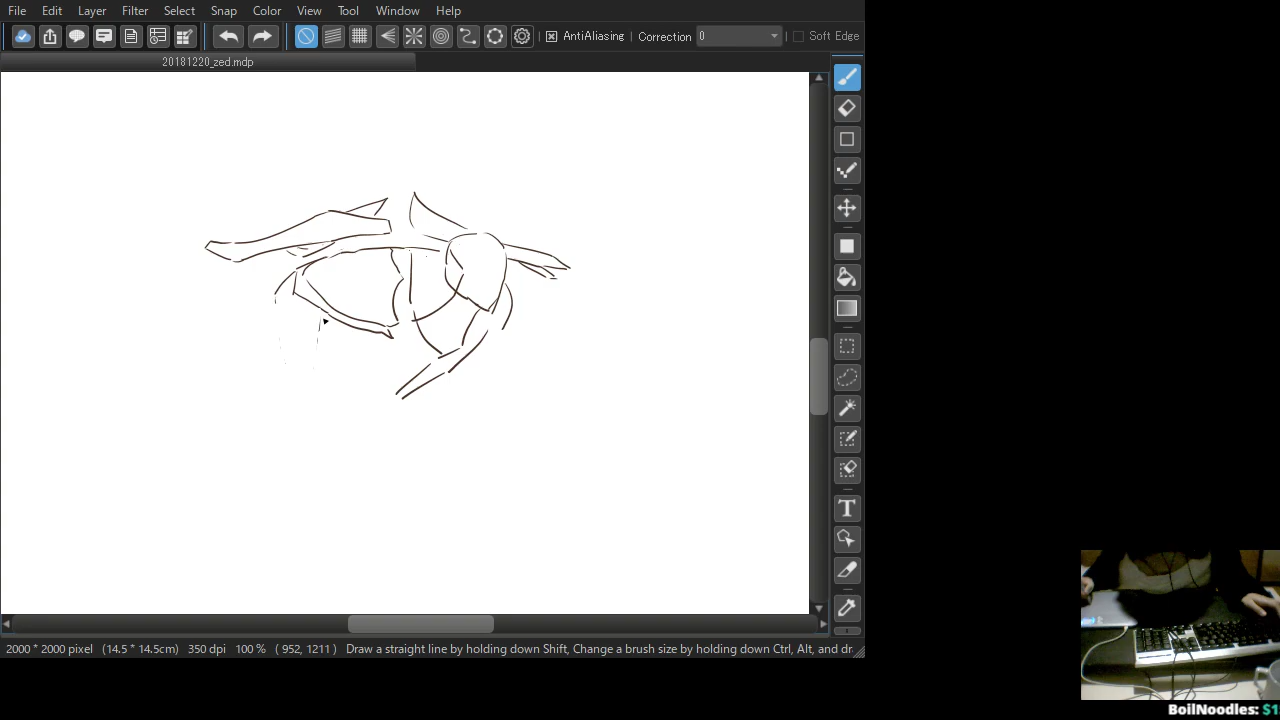 File Edit Layer Filter Select Snap Color View Tool Window Help
AntiAliasing Correction 0 Soft Edge
20181220_zed.mdp
T
2000 * 2000 pixel (14.5 * 14.5cm) 350 dpi 100 % ( 952, 1211 ) Draw a straight line by holding down Shift, Change a brush size by holding down Ctrl, Alt, and dr
BoilNoodles: $1